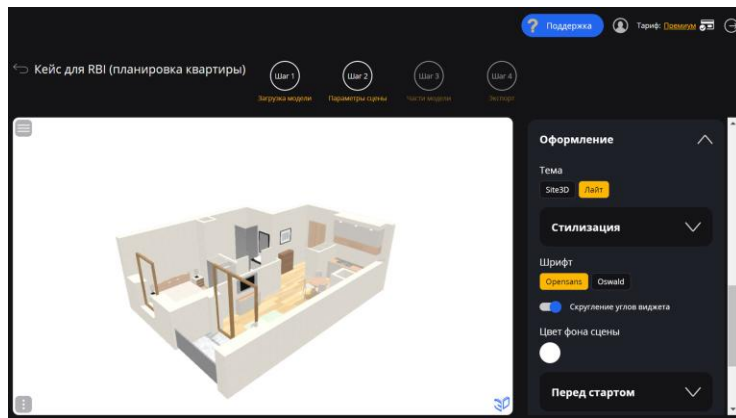 Поддержка
Тариф: Премиум
Кейс для RBI (планировка квартиры)
Шаг 1
Шаг 2
Шаг 3
Шаг 4
Загрузка модели
Параметры сцены
Части модели
Экспорт
Оформление
Тема
Site3D
Лайт
Стилизация
Шрифт
Opensans
Oswald
Скругление углов виджета
Цвет фона сцены
Перед стартом
3D